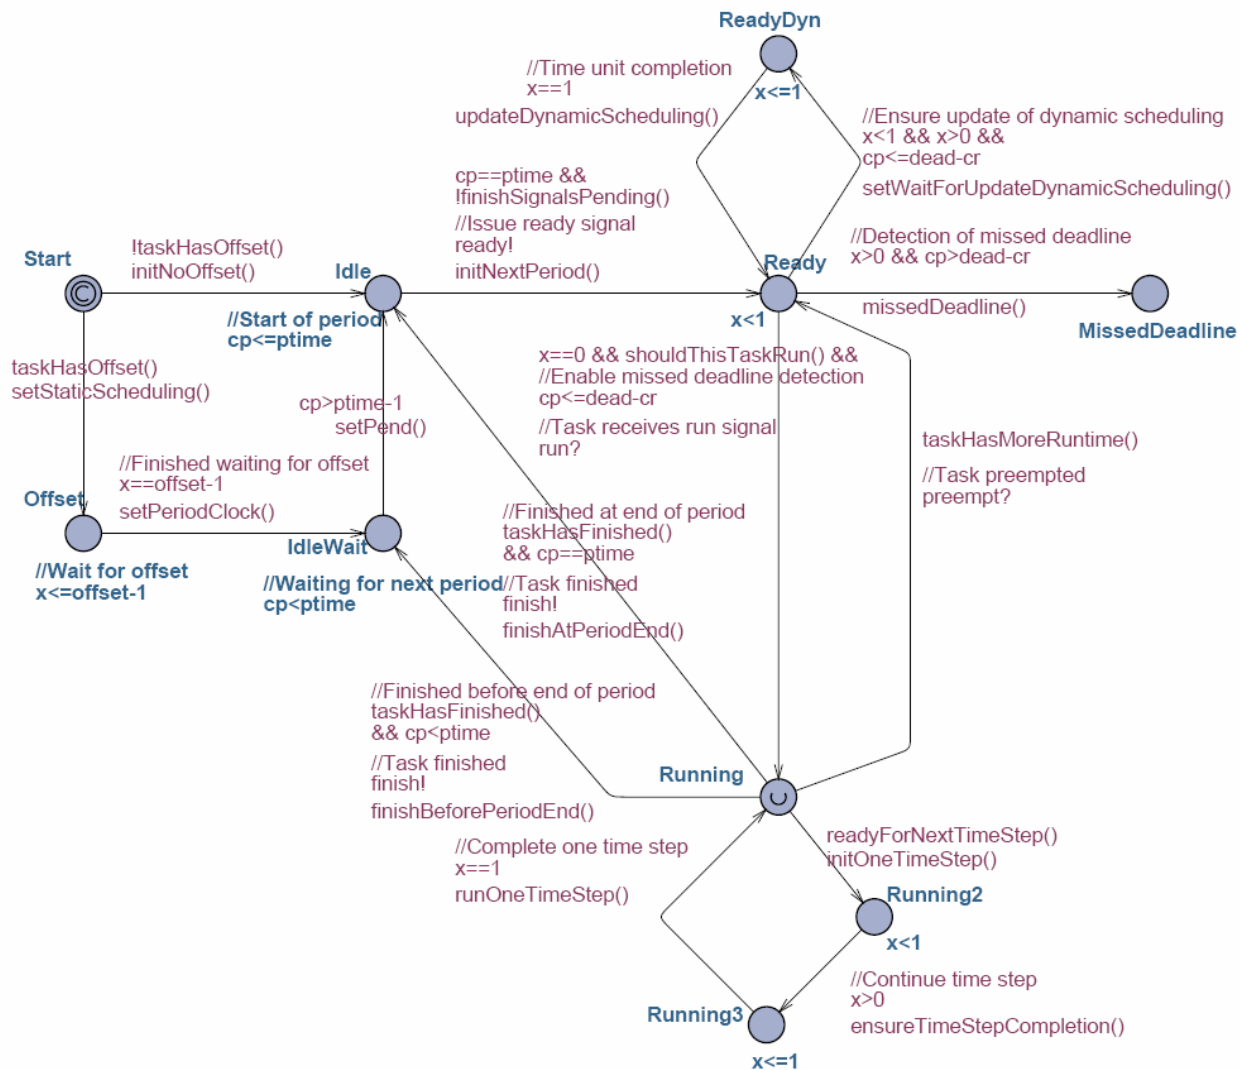 ReadyDyn
//Time unit completion
x==1
updateDynamicScheduling()
x<=1
//Ensure update of dynamic scheduling
x<1 && x>0 &&
cp<=dead-cr
setWaitForUpdateDynamicScheduling()
cp==ptime &&
!finishSignalsPending()
//Issue ready signal
ready!
initNextPeriod()
//Detection of missed deadline
x>0 && cp>dead-cr
Start
!taskHasOffset()
initNoOffset()
Idle
Ready
C
//Start of period
cp<=ptime
x<1
missedDeadline()
MissedDeadline
taskHasOffset()
setStaticScheduling()
cp>ptime-1
setPend()
x==0 && shouldThisTaskRun() &&
//Enable missed deadline detection
cp<=dead-cr
//Task receives run signal
run?
taskHasMoreRuntime()
//Task preempted
preempt?
//Finished waiting for offset
x==offset-1
setPeriodClock()
Offset
IdleWait
//Wait for offset
x<=offset-1
//Waiting for next period
cp<ptime
//Finished at end of period
taskHasFinished()
&& cp==ptime
//Task finished
finish!
finishAtPeriodEnd()
//Finished before end of period
taskHasFinished()
&& cp<ptime
//Task finished
finish!
finishBeforePeriodEnd()
Running
U
//Complete one time step
x==1
runOneTimeStep()
readyForNextTimeStep()
initOneTimeStep()
Running2
x<1
//Continue time step
x>0
ensureTimeStepCompletion()
Running3
x<=1